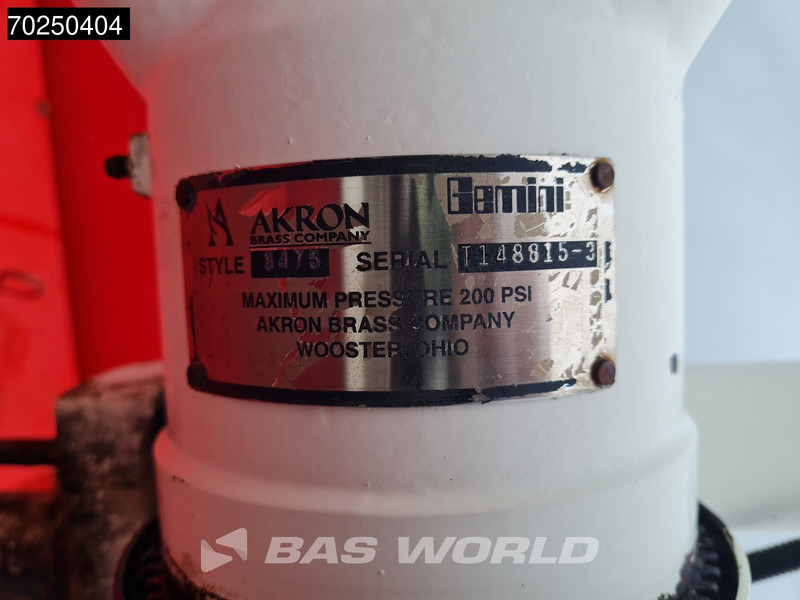 70250404
AKRON Gemini
BRASS COMPANY
STYLE 3475 SERIAL T148815-3
MAXIMUM PRESSURE 200 PSI
AKRON BRASS COMPANY
WOOSTER, OHIO
BAS WORLD